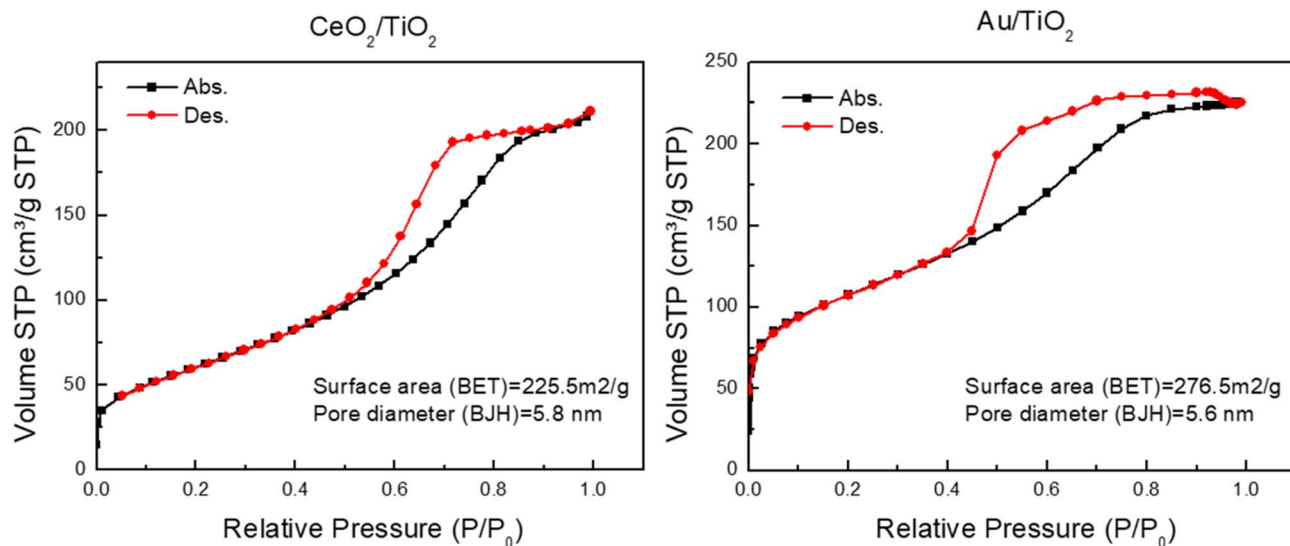 CeO₂/TiO₂
Abs.
Des.
Volume STP (cm³/g STP)
200
150
100
50
0
Surface area (BET)=225.5m2/g
Pore diameter (BJH)=5.8 nm
0.0 0.2 0.4 0.6 0.8 1.0
Relative Pressure (P/P₀)
Au/TiO₂
Abs.
Des.
Volume STP (cm³/g STP)
250
200
150
100
50
0
Surface area (BET)=276.5m2/g
Pore diameter (BJH)=5.6 nm
0.0 0.2 0.4 0.6 0.8 1.0
Relative Pressure (P/P₀)